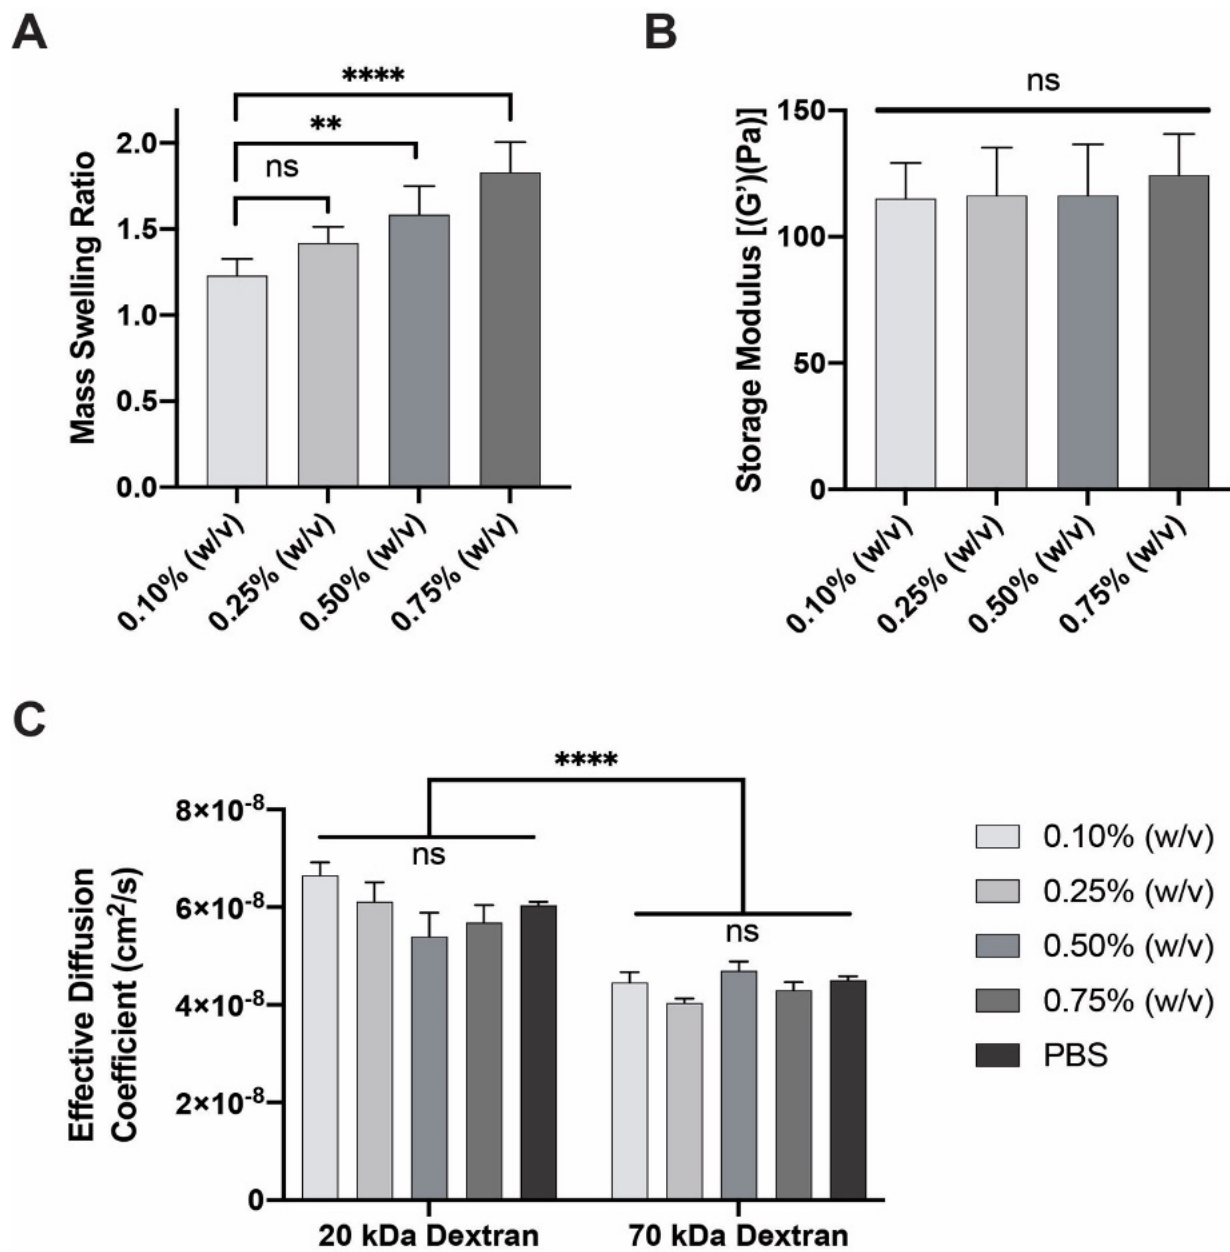 A
****
**
ns
2.0
1.5
1.0
0.5
0.0
Mass Swelling Ratio
0.10% (w/v)
0.25% (w/v)
0.50% (w/v)
0.75% (w/v)
B
ns
150
100
50
0
Storage Modulus [(G’)(Pa)]
0.10% (w/v)
0.25% (w/v)
0.50% (w/v)
0.75% (w/v)
C
****
ns
ns
8×10⁻⁸
6×10⁻⁸
4×10⁻⁸
2×10⁻⁸
0
Effective Diffusion
Coefficient (cm²/s)
20 kDa Dextran
70 kDa Dextran
0.10% (w/v)
0.25% (w/v)
0.50% (w/v)
0.75% (w/v)
PBS